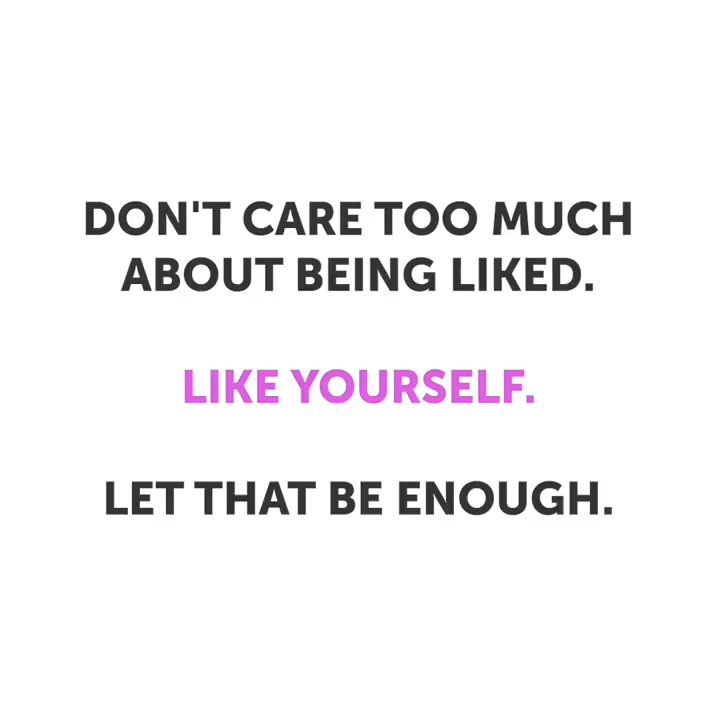 DON'T CARE TOO MUCH
ABOUT BEING LIKED.
LIKE YOURSELF.
LET THAT BE ENOUGH.